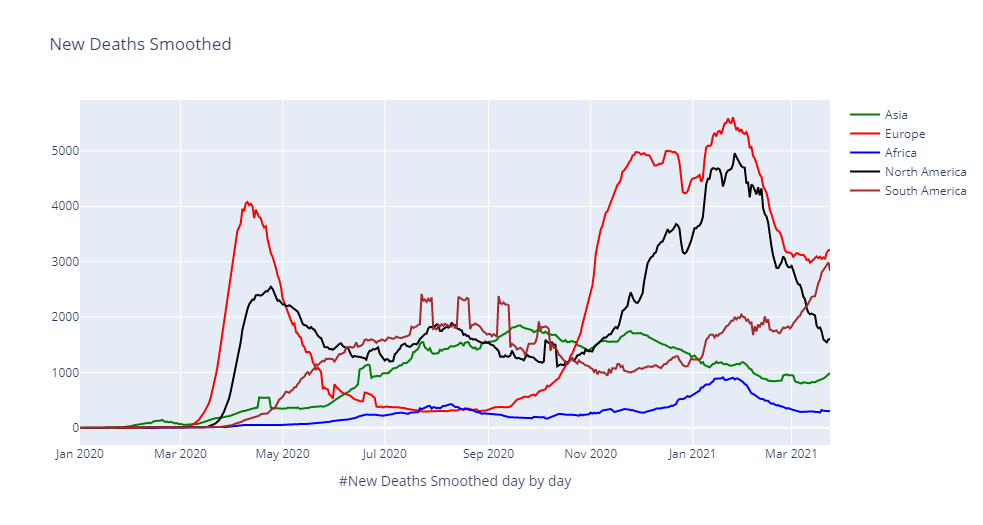 New Deaths Smoothed
Asia
Europe
Africa
North America
South America
5000
4000
3000
2000
1000
0
Jan 2020 Mar 2020 May 2020 Jul 2020 Sep 2020 Nov 2020 Jan 2021 Mar 2021
#New Deaths Smoothed day by day